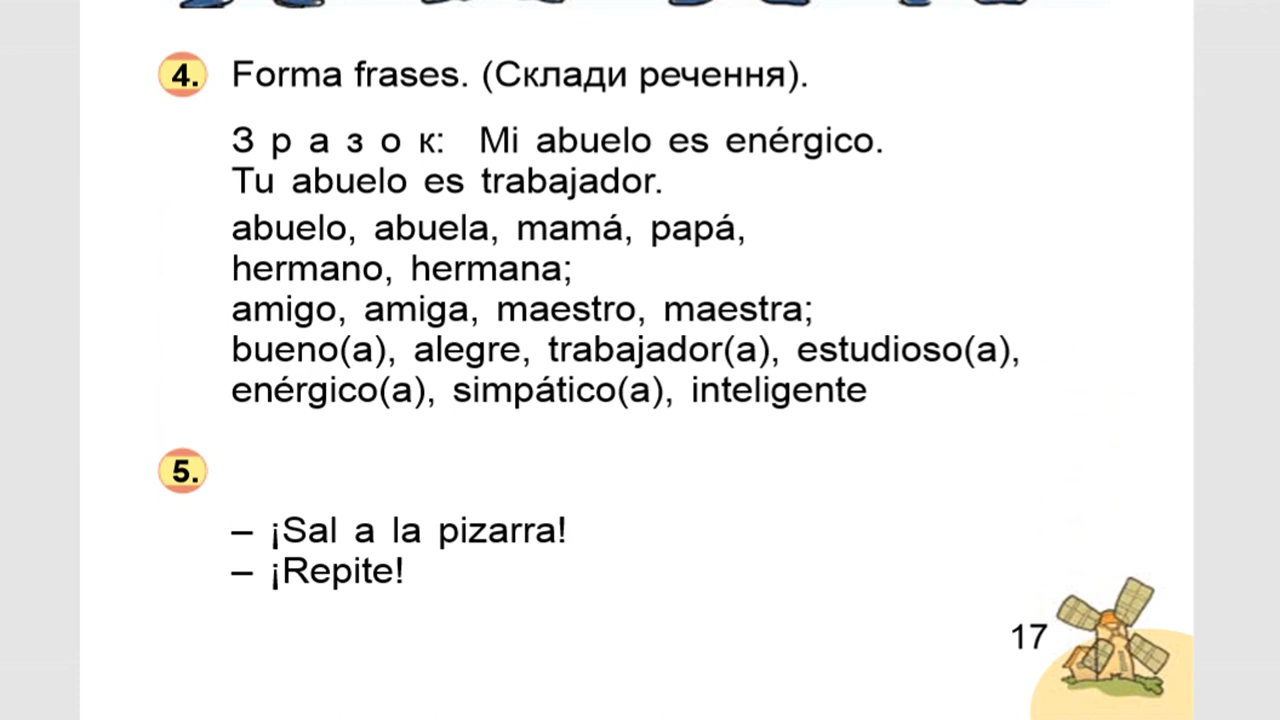 4. Forma frases. (Склади речення).
З р а з о к: Mi abuelo es enérgico.
Tu abuelo es trabajador.
abuelo, abuela, mamá, papá,
hermano, hermana;
amigo, amiga, maestro, maestra;
bueno(a), alegre, trabajador(a), estudioso(a),
enérgico(a), simpático(a), inteligente
5.
– ¡Sal a la pizarra!
– ¡Repite!
17